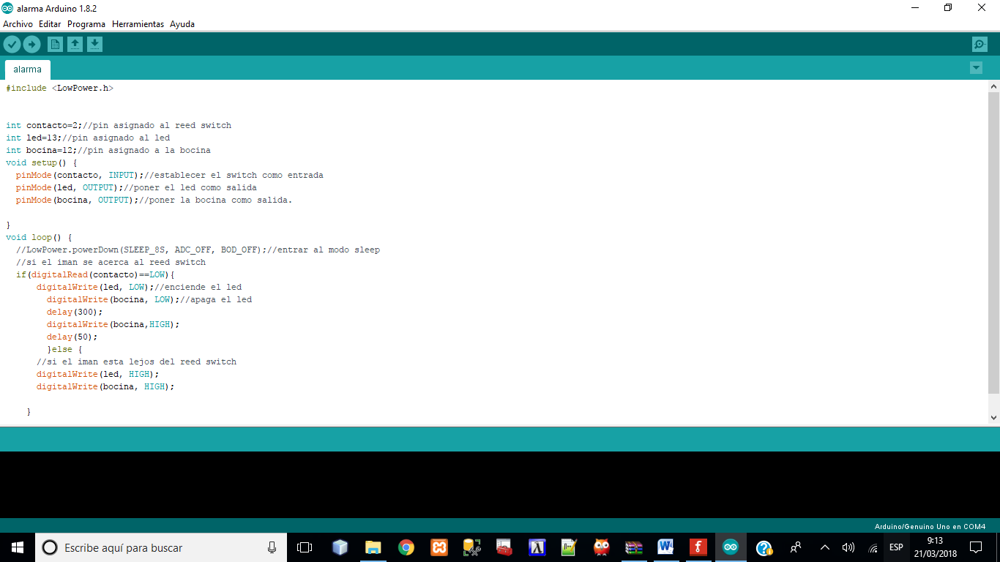 alarma Arduino 1.8.2
Archivo Editar Programa Herramientas Ayuda
alarma
#include <LowPower.h>
int contacto=2;//pin asignado al reed switch
int led=13;//pin asignado al led
int bocina=12;//pin asignado a la bocina
void setup() {
  pinMode(contacto, INPUT);//establecer el switch como entrada
  pinMode(led, OUTPUT);//poner el led como salida
  pinMode(bocina, OUTPUT);//poner la bocina como salida.
}
void loop() {
  //LowPower.powerDown(SLEEP_8S, ADC_OFF, BOD_OFF);//entrar al modo sleep
  //si el iman se acerca al reed switch
  if(digitalRead(contacto)==LOW){
      digitalWrite(led, LOW);//enciende el led
        digitalWrite(bocina, LOW);//apaga el led
        delay(300);
        digitalWrite(bocina,HIGH);
        delay(50);
        }else {
      //si el iman esta lejos del reed switch
      digitalWrite(led, HIGH);
      digitalWrite(bocina, HIGH);
    }
Arduino/Genuino Uno en COM4
Escribe aquí para buscar
ESP
9:13
21/03/2018